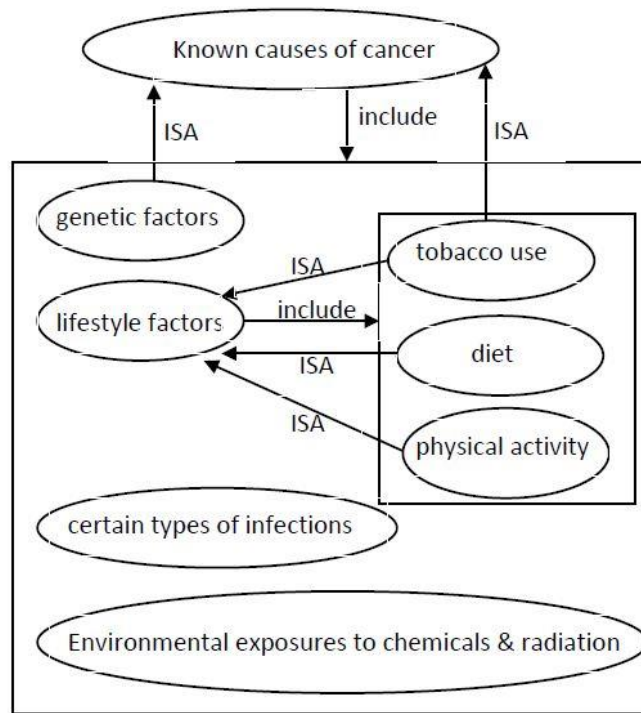 Known causes of cancer
include
ISA
ISA
genetic factors
tobacco use
ISA
lifestyle factors
include
diet
ISA
ISA
physical activity
certain types of infections
Environmental exposures to chemicals & radiation